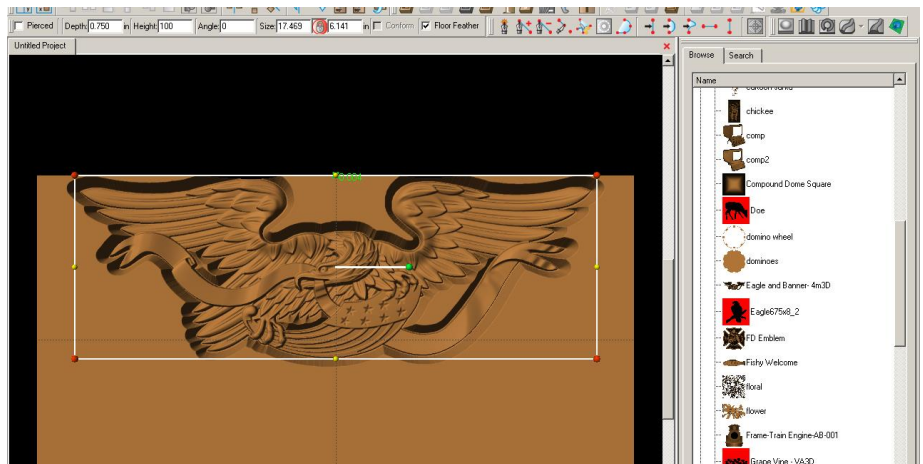 Pierced Depth: 0.750 in Height: 100 Angle: 0 Size: 17.469 6.141 in Conform Floor Feather
Untitled Project
Browse Search
Name
chickee
comp
comp2
Compound Dome Square
Doe
domino wheel
dominoes
Eagle and Banner- 4m3D
Eagle675x8_2
FD Emblem
Fishy Welcome
floral
flower
Frame-Train Engine-AB-001
Grape Vine - VA3D